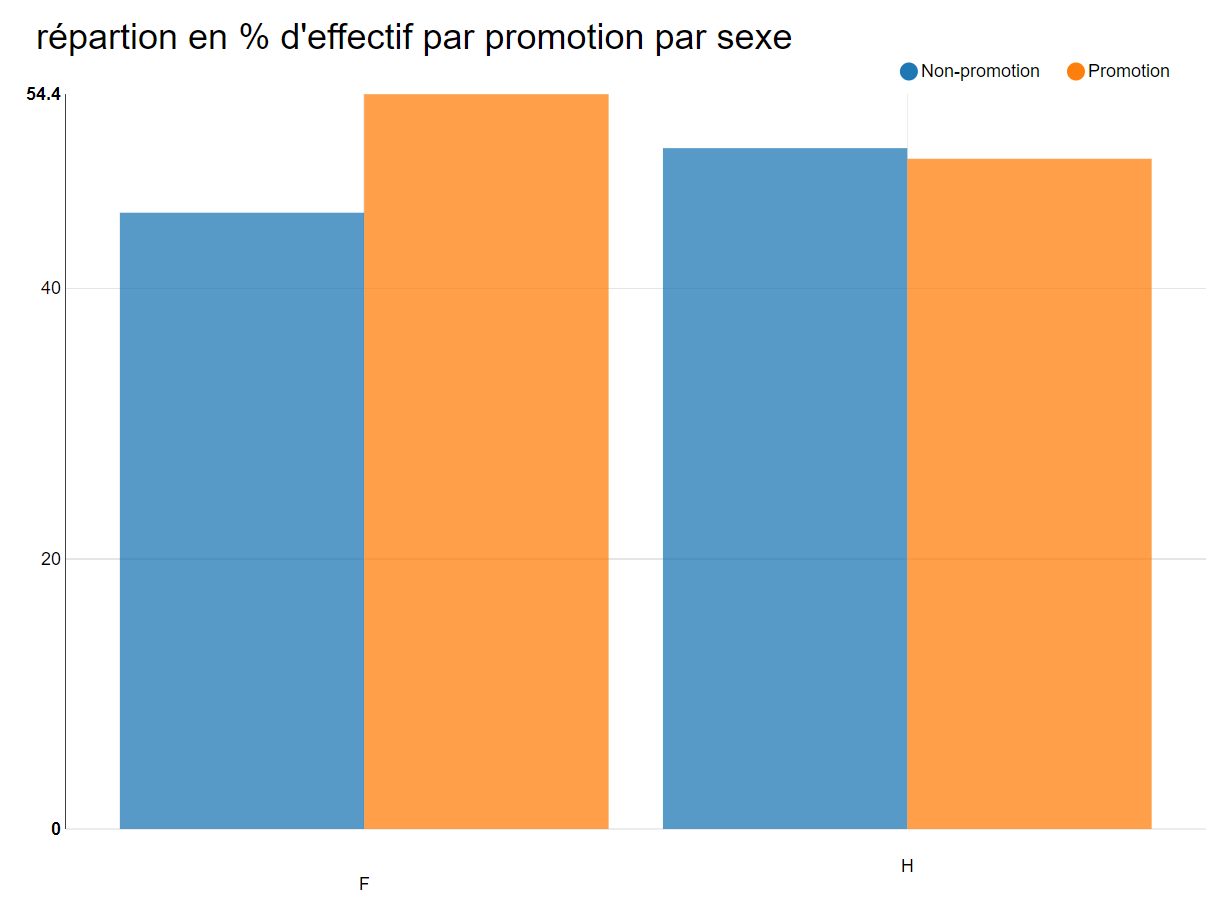 répartion en % d'effectif par promotion par sexe
Non-promotion Promotion
54.4
40
20
0
H
F